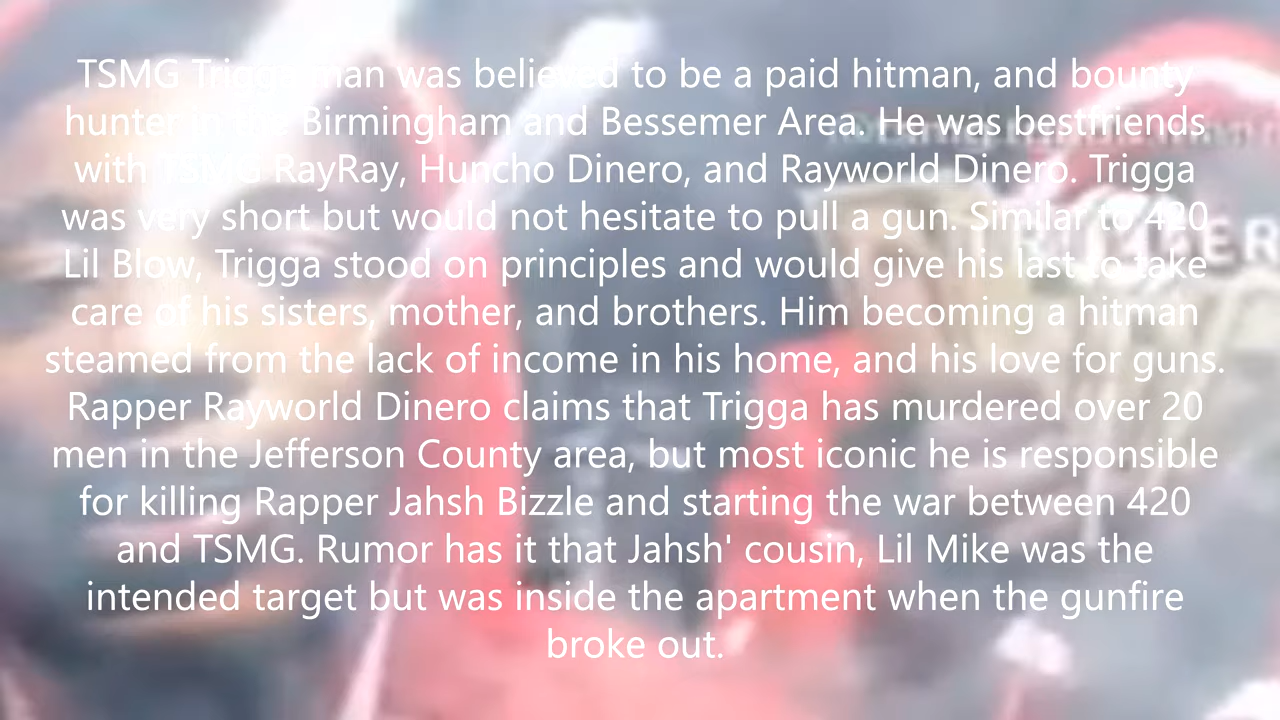 TSMG Trigga man was believed to be a paid hitman, and bounty
hunter in the Birmingham and Bessemer Area. He was bestfriends
with TSMG RayRay, Huncho Dinero, and Rayworld Dinero. Trigga
was very short but would not hesitate to pull a gun. Similar to 420
Lil Blow, Trigga stood on principles and would give his last to take
care of his sisters, mother, and brothers. Him becoming a hitman
steamed from the lack of income in his home, and his love for guns.
Rapper Rayworld Dinero claims that Trigga has murdered over 20
men in the Jefferson County area, but most iconic he is responsible
for killing Rapper Jahsh Bizzle and starting the war between 420
and TSMG. Rumor has it that Jahsh' cousin, Lil Mike was the
intended target but was inside the apartment when the gunfire
broke out.